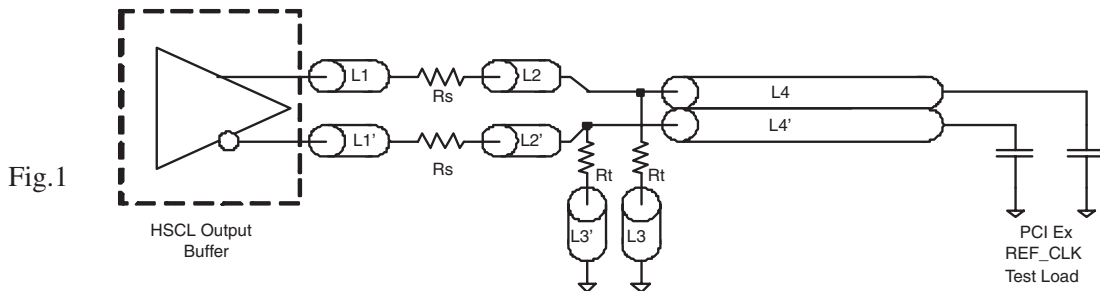 L1
Rs
L2
L4
L1'
Rs
L2'
L4'
Fig.1
Rt
Rt
L3'
L3
HSCL Output
Buffer
PCI Ex
REF_CLK
Test Load